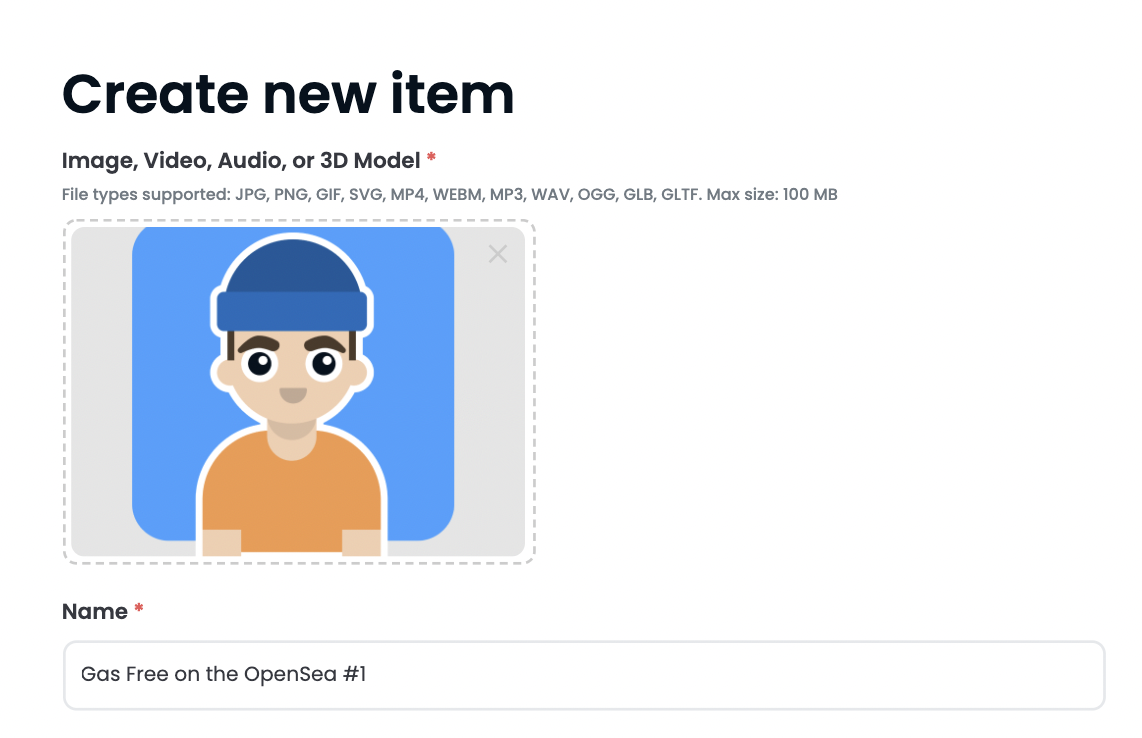 Create new item
Image, Video, Audio, or 3D Model *
File types supported: JPG, PNG, GIF, SVG, MP4, WEBM, MP3, WAV, OGG, GLB, GLTF. Max size: 100 MB
Name *
Gas Free on the OpenSea #1